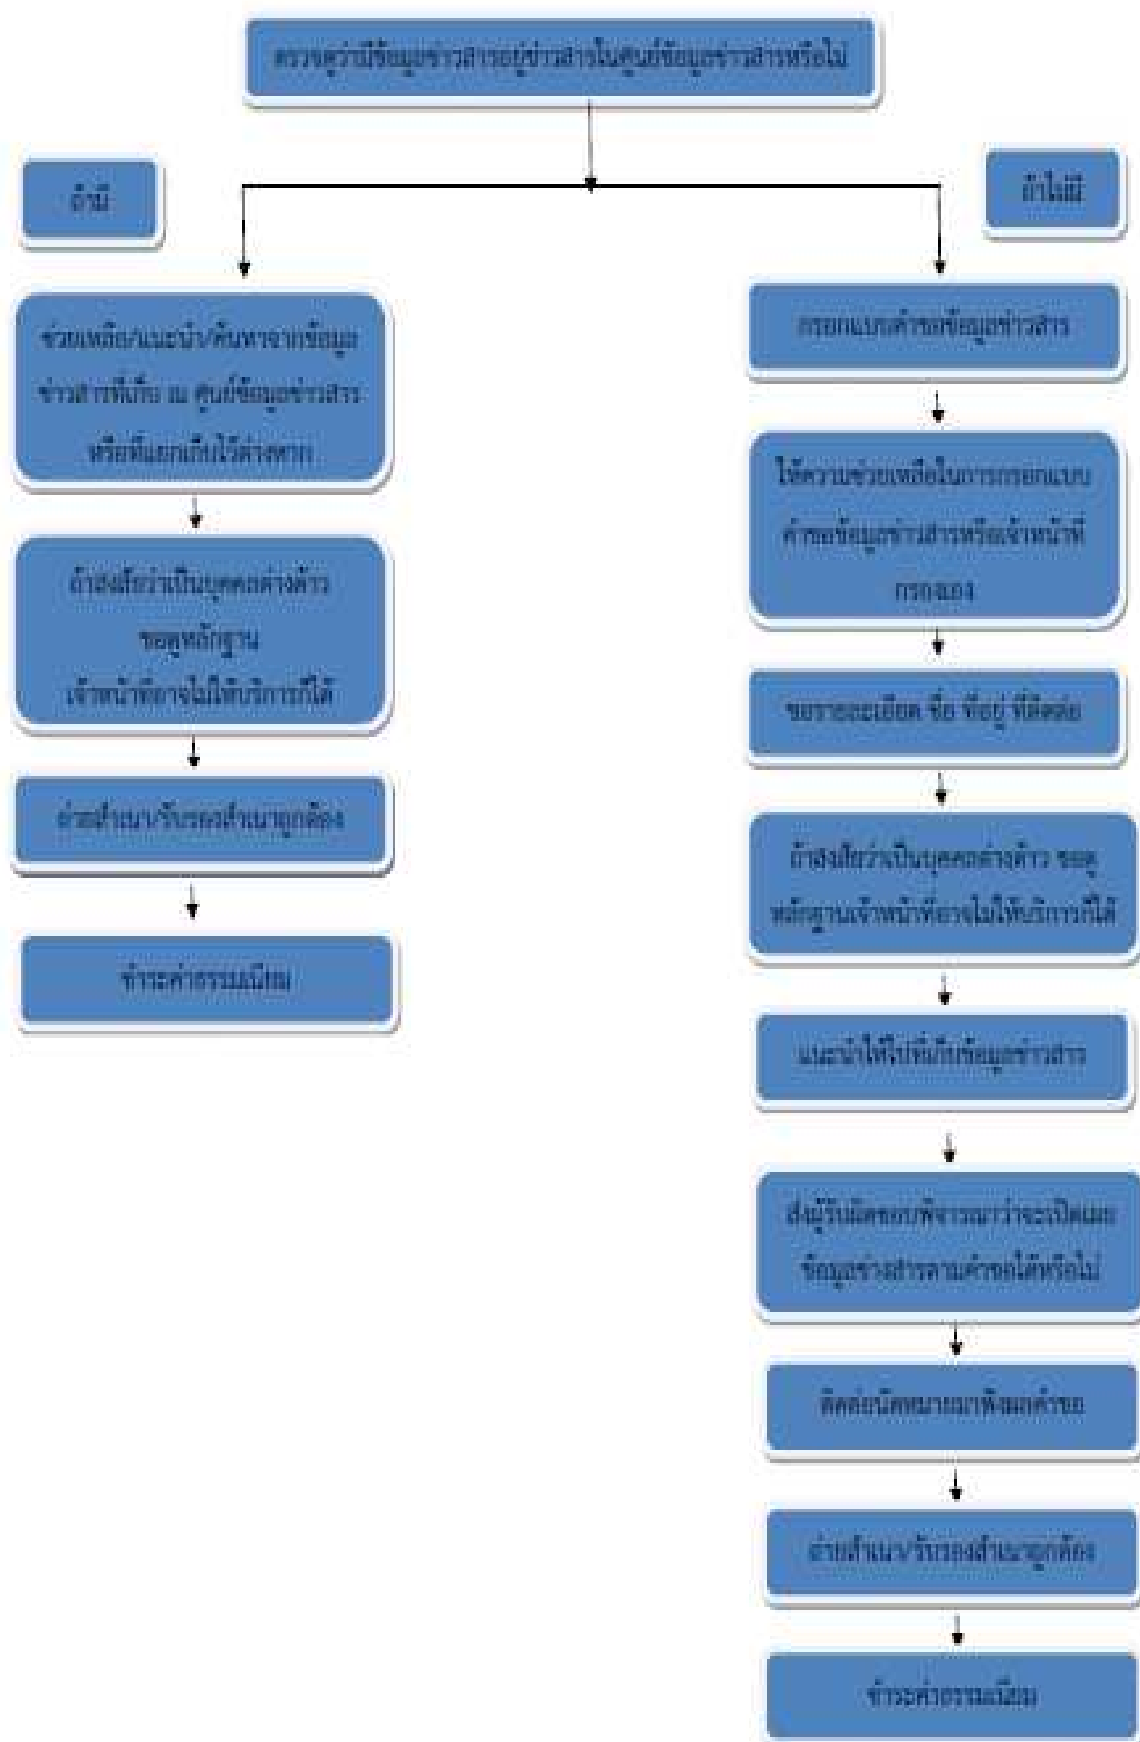 ตรวจดูว่ามีข้อมูลข่าวสารอยู่ข่าวสารในศูนย์ข้อมูลข่าวสารหรือไม่
ถ้ามี
ถ้าไม่มี
ช่วยเหลือ/แนะนำ/ค้นหาจากข้อมูล
ข่าวสารที่เก็บ ณ ศูนย์ข้อมูลข่าวสาร
หรือที่แยกเก็บไว้ต่างหาก
ถ้าสงสัยว่าเป็นบุคคลต่างด้าว
ขอดูหลักฐาน
เจ้าหน้าที่อาจไม่ให้บริการก็ได้
ถ่ายสำเนา/รับรองสำเนาถูกต้อง
ชำระค่าธรรมเนียม
กรอกแบบคำขอข้อมูลข่าวสาร
ให้ความช่วยเหลือในการกรอกแบบ
คำขอข้อมูลข่าวสารหรือเจ้าหน้าที่
กรองเอง
ขอรายละเอียด ชื่อ ที่อยู่ ที่ติดต่อ
ถ้าสงสัยว่าเป็นบุคคลต่างด้าว ขอดู
หลักฐานเจ้าหน้าที่อาจไม่ให้บริการก็ได้
แนะนำให้ไปที่เก็บข้อมูลข่าวสาร
ส่งผู้รับผิดชอบพิจารณาว่าจะเปิดเผย
ข้อมูลข่างสารตามคำขอได้หรือไม่
ติดต่อนัดหมายมาฟังผลคำขอ
ถ่ายสำเนา/รับรองสำเนาถูกต้อง
ชำระค่าธรรมเนียม